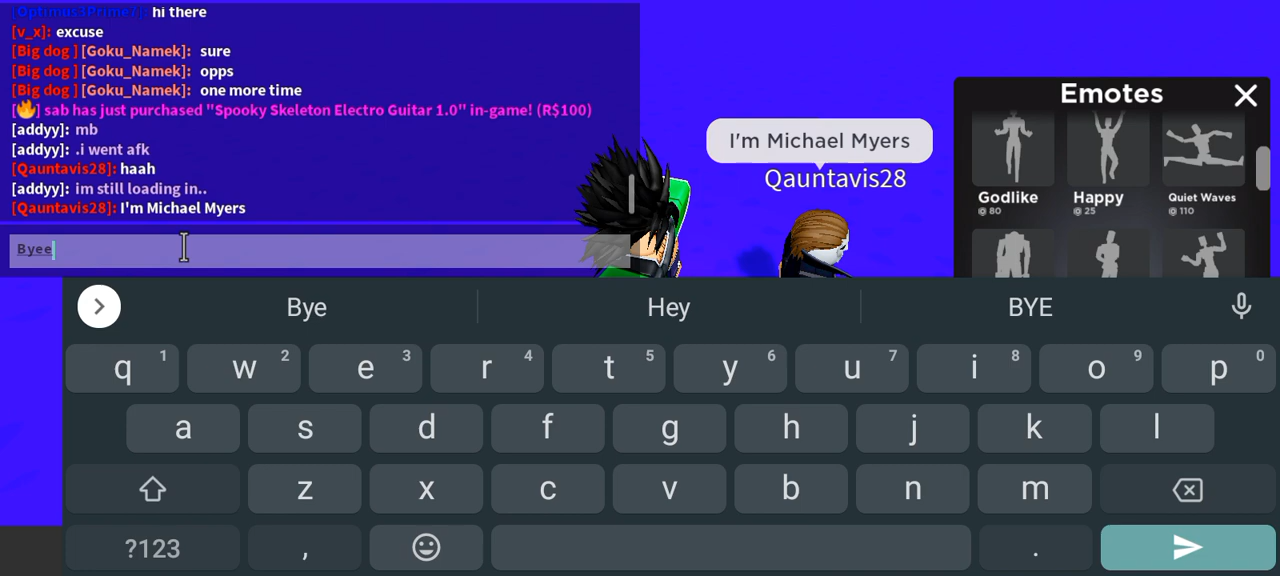 [Optimus3Prime7]: hi there
[v_x]: excuse
[Big dog ] [Goku_Namek]: sure
[Big dog ] [Goku_Namek]: opps
[Big dog ] [Goku_Namek]: one more time
[🔥] sab has just purchased "Spooky Skeleton Electro Guitar 1.0" in-game! (R$100)
[addyy]: mb
[addyy]: .i went afk
[Qauntavis28]: haah
[addyy]: im still loading in..
[Qauntavis28]: I'm Michael Myers
Byee
I'm Michael Myers
Qauntavis28
Emotes
Godlike Happy Quiet Waves
80 25 110
Bye Hey BYE
q 1 w 2 e 3 r 4 t 5 y 6 u 7 i 8 o 9 p 0
a s d f g h j k l
z x c v b n m
?123 , .